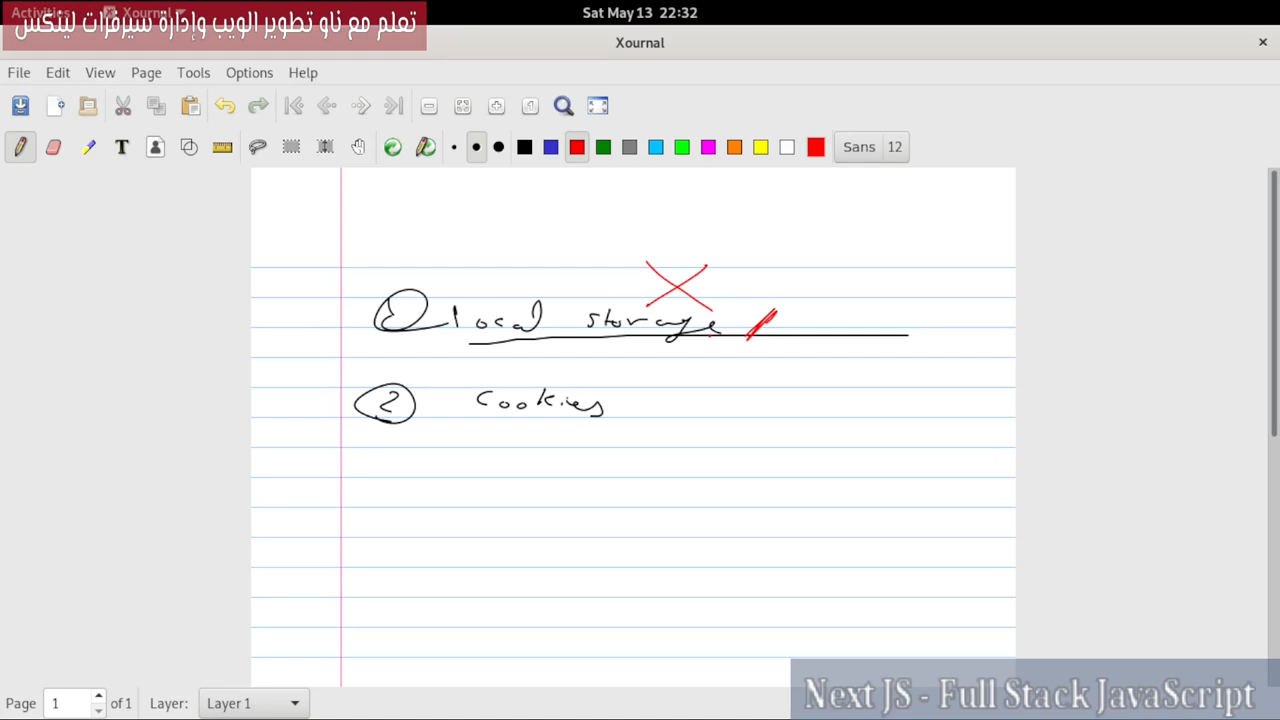 Activities Xournal Sat May 13 22:32
تعلم مع ناو تطوير الويب وإدارة سيرفرات لينكس
Xournal
File Edit View Page Tools Options Help
Sans 12
1 local storage
2 cookies
Page 1 of 1 Layer: Layer 1
Next JS - Full Stack JavaScript